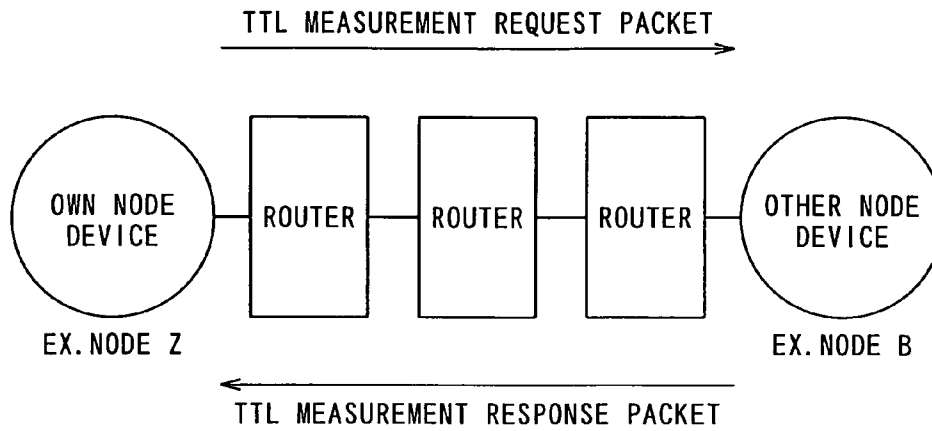 TTL MEASUREMENT REQUEST PACKET
OWN NODE
DEVICE
ROUTER
ROUTER
ROUTER
OTHER NODE
DEVICE
EX. NODE Z
EX. NODE B
TTL MEASUREMENT RESPONSE PACKET